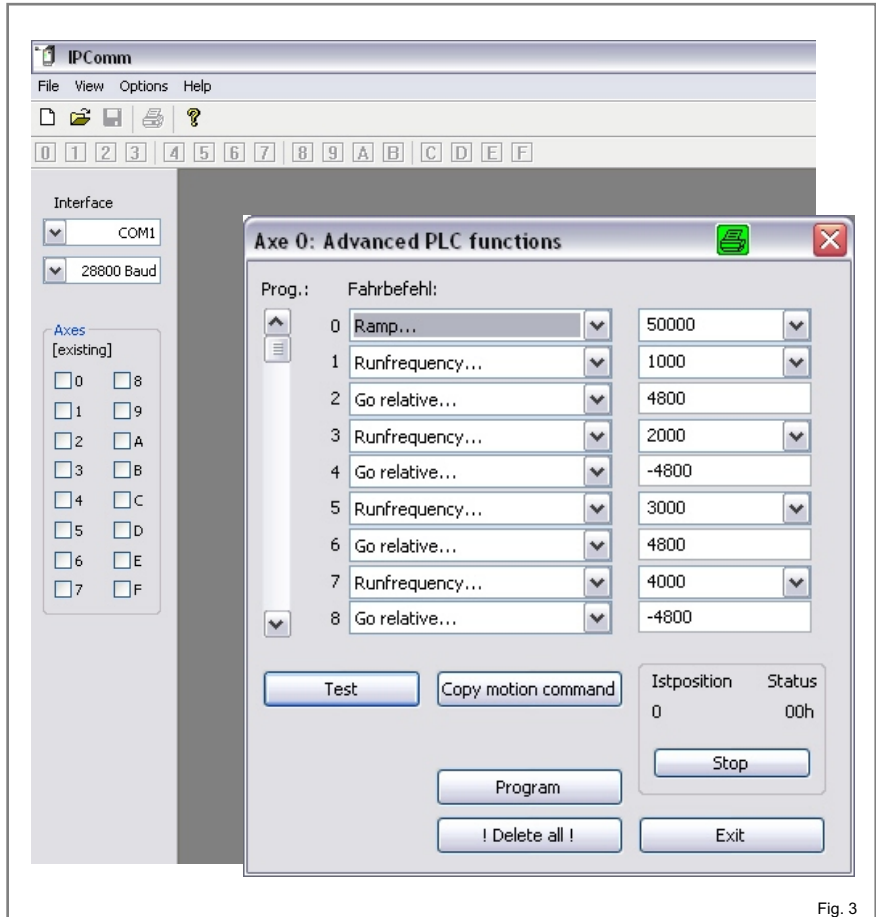 IPComm
File View Options Help
0 1 2 3 4 5 6 7 8 9 A B C D E F
Interface
COM1
28800 Baud
Axes
[existing]
0 8
1 9
2 A
3 B
4 C
5 D
6 E
7 F
Axe 0: Advanced PLC functions
Prog.: Fahrbefehl:
0 Ramp... 50000
1 Runfrequency... 1000
2 Go relative... 4800
3 Runfrequency... 2000
4 Go relative... -4800
5 Runfrequency... 3000
6 Go relative... 4800
7 Runfrequency... 4000
8 Go relative... -4800
Test Copy motion command
Istposition Status
0 00h
Stop
Program
! Delete all ! Exit
Fig. 3